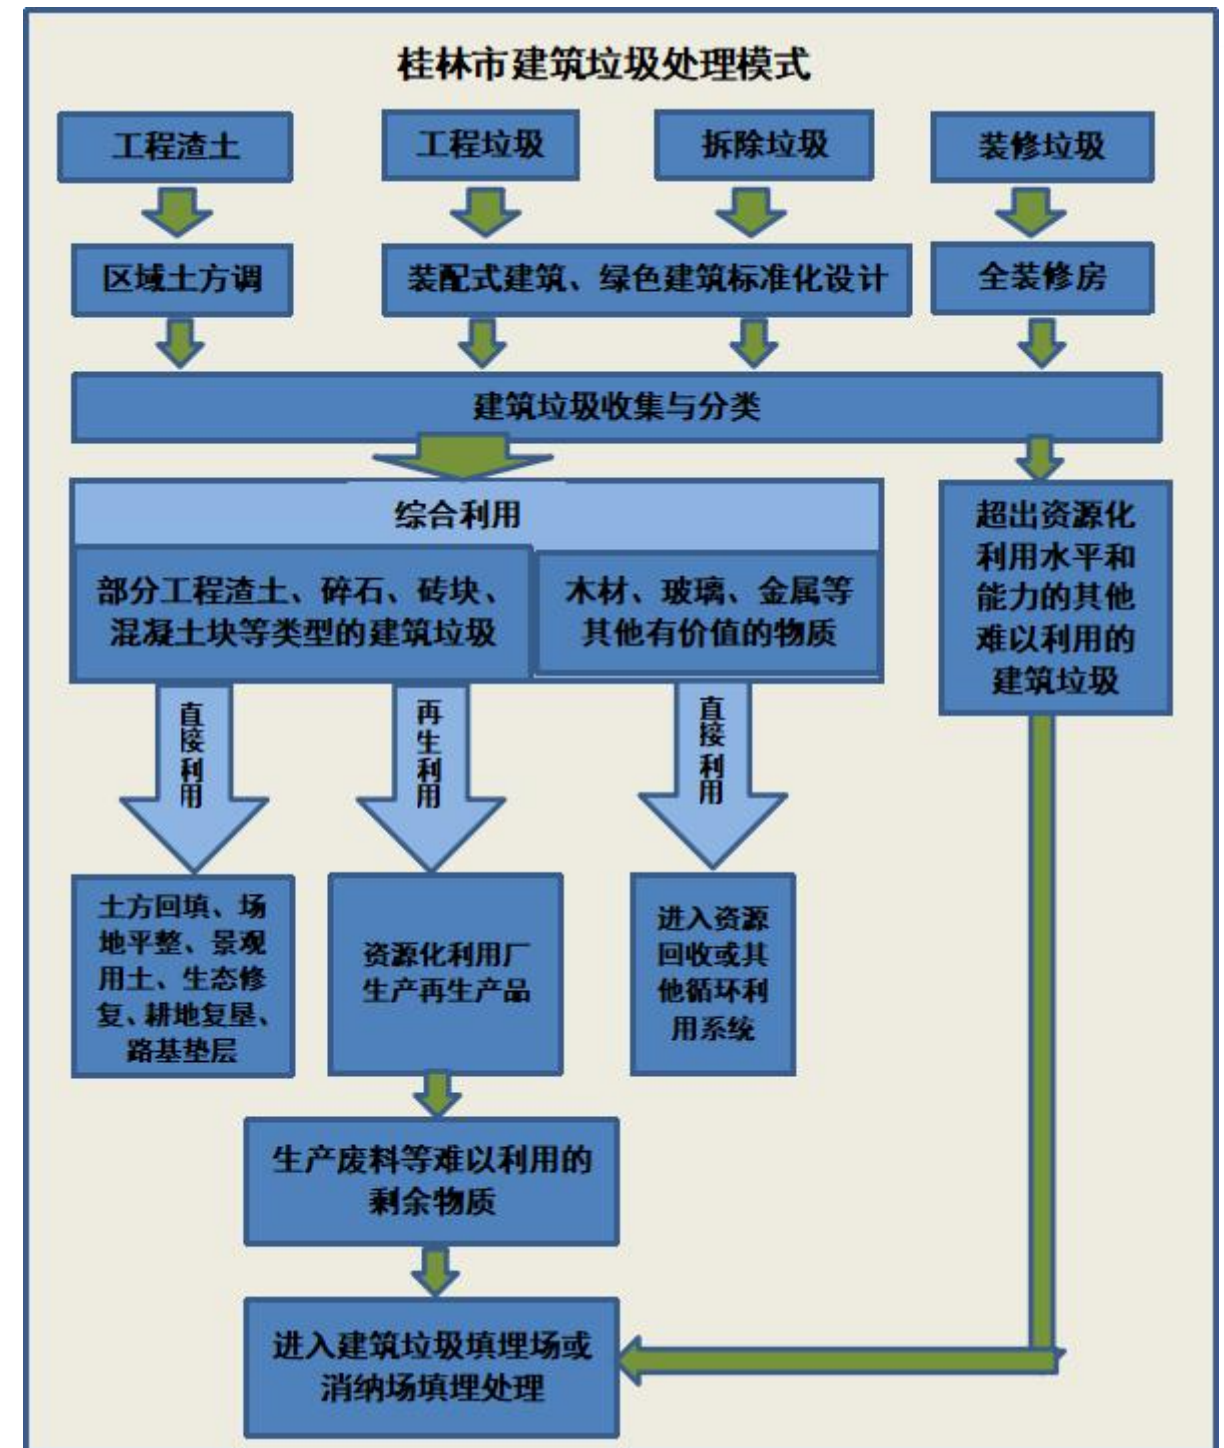 桂林市建筑垃圾处理模式
工程渣土
工程垃圾
拆除垃圾
装修垃圾
区域土方调
装配式建筑、绿色建筑标准化设计
全装修房
建筑垃圾收集与分类
综合利用
部分工程渣土、碎石、砖块、
混凝土块等类型的建筑垃圾
木材、玻璃、金属等
其他有价值的物质
超出资源化
利用水平和
能力的其他
难以利用的
建筑垃圾
直接利用
再生利用
直接利用
土方回填、场
地平整、景观
用土、生态修
复、耕地复垦、
路基垫层
资源化利用厂
生产再生产品
进入资源
回收或其
他循环利
用系统
生产废料等难以利用的
剩余物质
进入建筑垃圾填埋场或
消纳场填埋处理